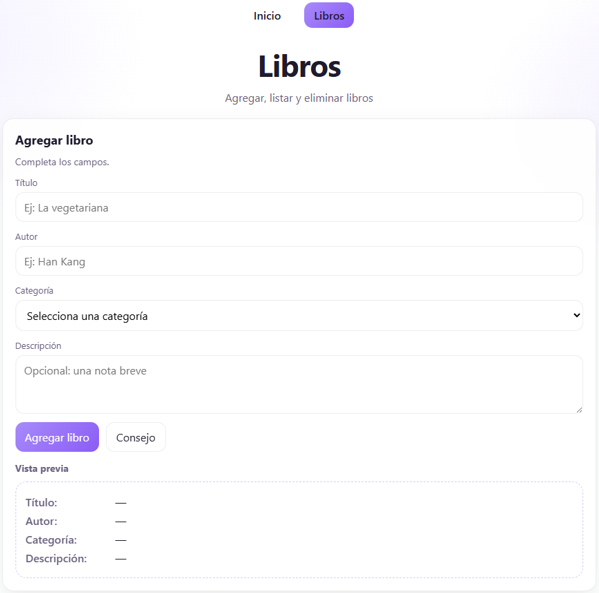 Inicio Libros
Libros
Agregar, listar y eliminar libros
Agregar libro
Completa los campos.
Título
Ej: La vegetariana
Autor
Ej: Han Kang
Categoría
Selecciona una categoría
Descripción
Opcional: una nota breve
Agregar libro Consejo
Vista previa
Título: —
Autor: —
Categoría: —
Descripción: —